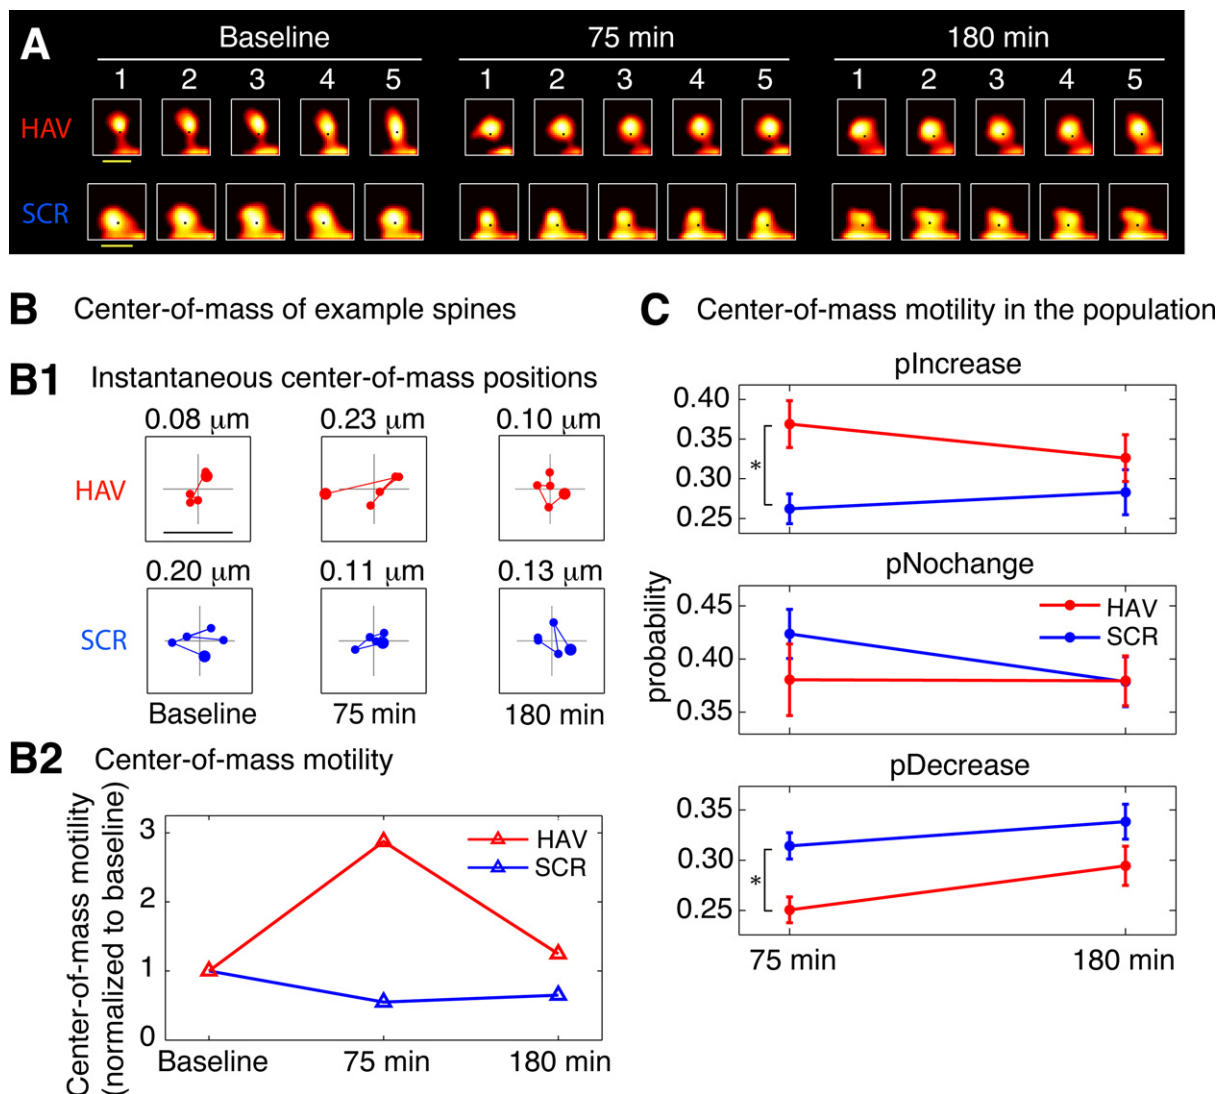 A
Baseline 75 min 180 min
1 2 3 4 5 1 2 3 4 5 1 2 3 4 5
HAV
SCR
B Center-of-mass of example spines
B1 Instantaneous center-of-mass positions
0.08 μm 0.23 μm 0.10 μm
HAV
0.20 μm 0.11 μm 0.13 μm
SCR
Baseline 75 min 180 min
B2 Center-of-mass motility
Center-of-mass motility
(normalized to baseline)
3
2
1
0
HAV
SCR
Baseline 75 min 180 min
C Center-of-mass motility in the population
pIncrease
0.40
0.35
0.30
0.25
*
pNochange
0.45
0.40
0.35
HAV
SCR
probability
pDecrease
0.35
0.30
0.25
*
75 min 180 min